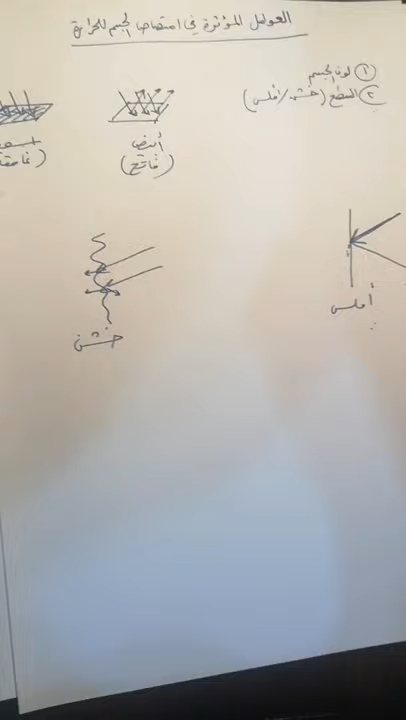 العوامل المؤثرة في امتصاص الجسم للحرارة
① لون الجسم
② السطح (خشن/أملس)
أبيض
(فاتح)
أملس
خشن